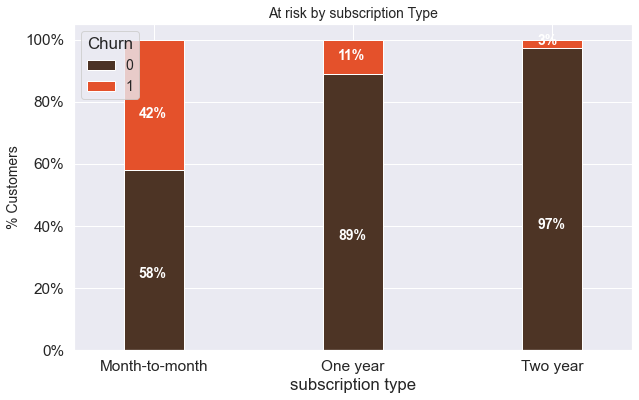 At risk by subscription Type
Churn
0
1
100%
80%
60%
40%
20%
0%
% Customers
42%
58%
11%
89%
3%
97%
Month-to-month
One year
Two year
subscription type